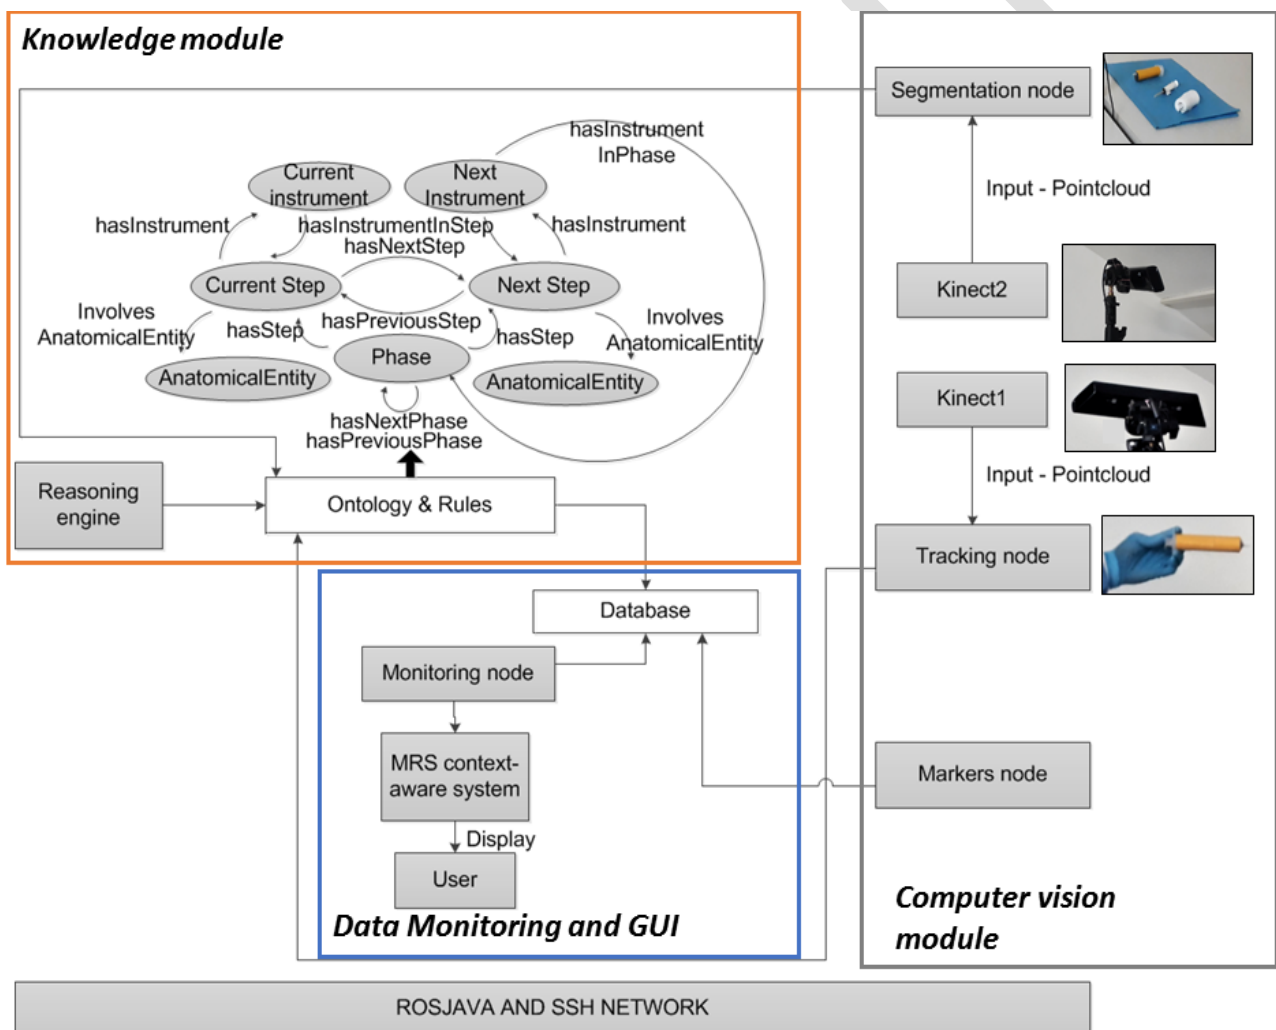 Knowledge module
Segmentation node
hasInstrument
InPhase
Current
instrument
Next
Instrument
Input - Pointcloud
hasInstrument
hasInstrumentInStep
hasInstrument
hasNextStep
Current Step
Next Step
Kinect2
Involves
AnatomicalEntity
hasStep
hasPreviousStep
hasStep
Involves
AnatomicalEntity
Phase
AnatomicalEntity
AnatomicalEntity
Kinect1
hasNextPhase
hasPreviousPhase
Input - Pointcloud
Reasoning
engine
Ontology & Rules
Tracking node
Database
Monitoring node
MRS context-
aware system
Markers node
Display
User
Data Monitoring and GUI
Computer vision
module
ROSJAVA AND SSH NETWORK